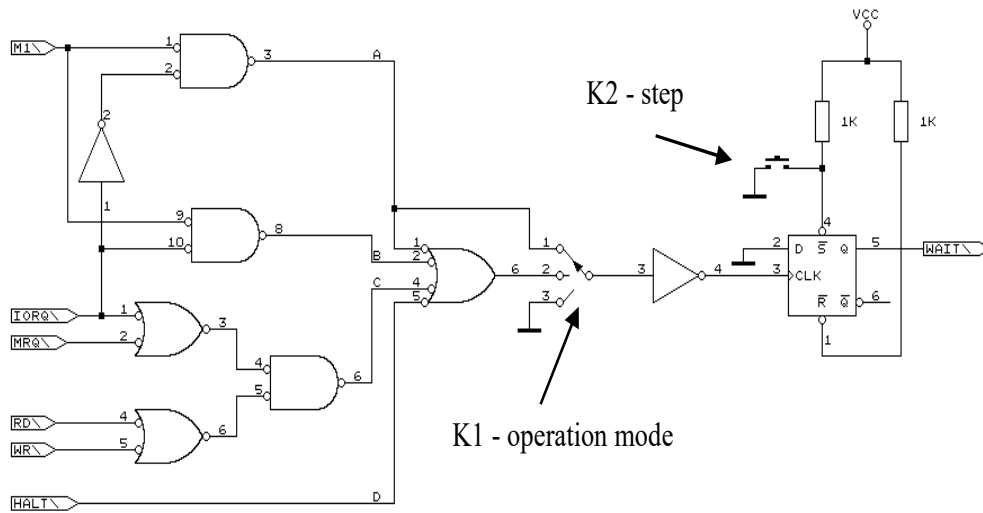 VCC
M1\
1
2
3
A
K2 - step
1K
1K
2
1
4
9
10
8
1
2
B
C
4
5
6
1
2
3
3
4
2
D
S
Q
5
WAIT\
3
CLK
R
Q
6
1
IORQ\
1
3
MRQ\
2
4
5
6
RD\
4
6
WR\
5
K1 - operation mode
HALT\
D